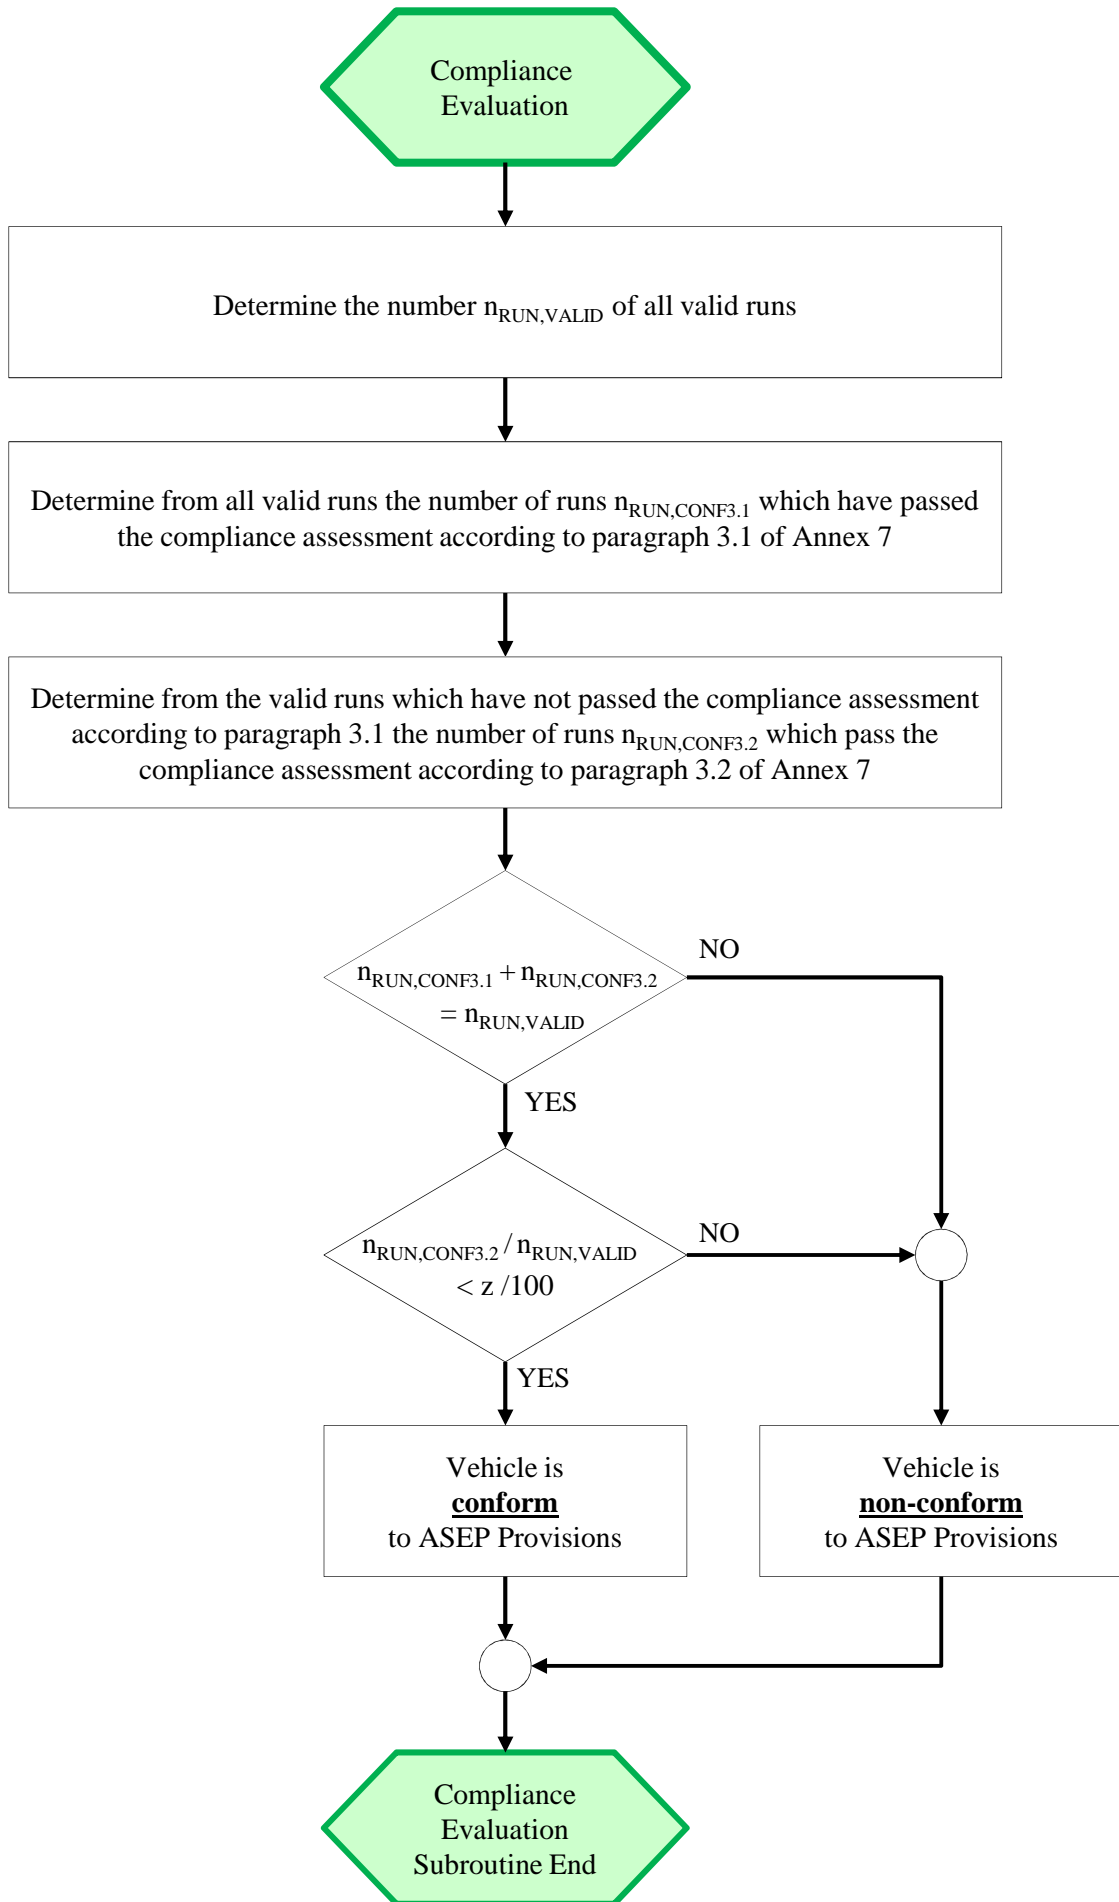 Compliance
Evaluation
Determine the number nRUN,VALID of all valid runs
Determine from all valid runs the number of runs nRUN,CONF3.1 which have passed
the compliance assessment according to paragraph 3.1 of Annex 7
Determine from the valid runs which have not passed the compliance assessment
according to paragraph 3.1 the number of runs nRUN,CONF3.2 which pass the
compliance assessment according to paragraph 3.2 of Annex 7
NO
nRUN,CONF3.1 + nRUN,CONF3.2
= nRUN,VALID
YES
NO
nRUN,CONF3.2 / nRUN,VALID
< z /100
YES
Vehicle is
conform
to ASEP Provisions
Vehicle is
non-conform
to ASEP Provisions
Compliance
Evaluation
Subroutine End